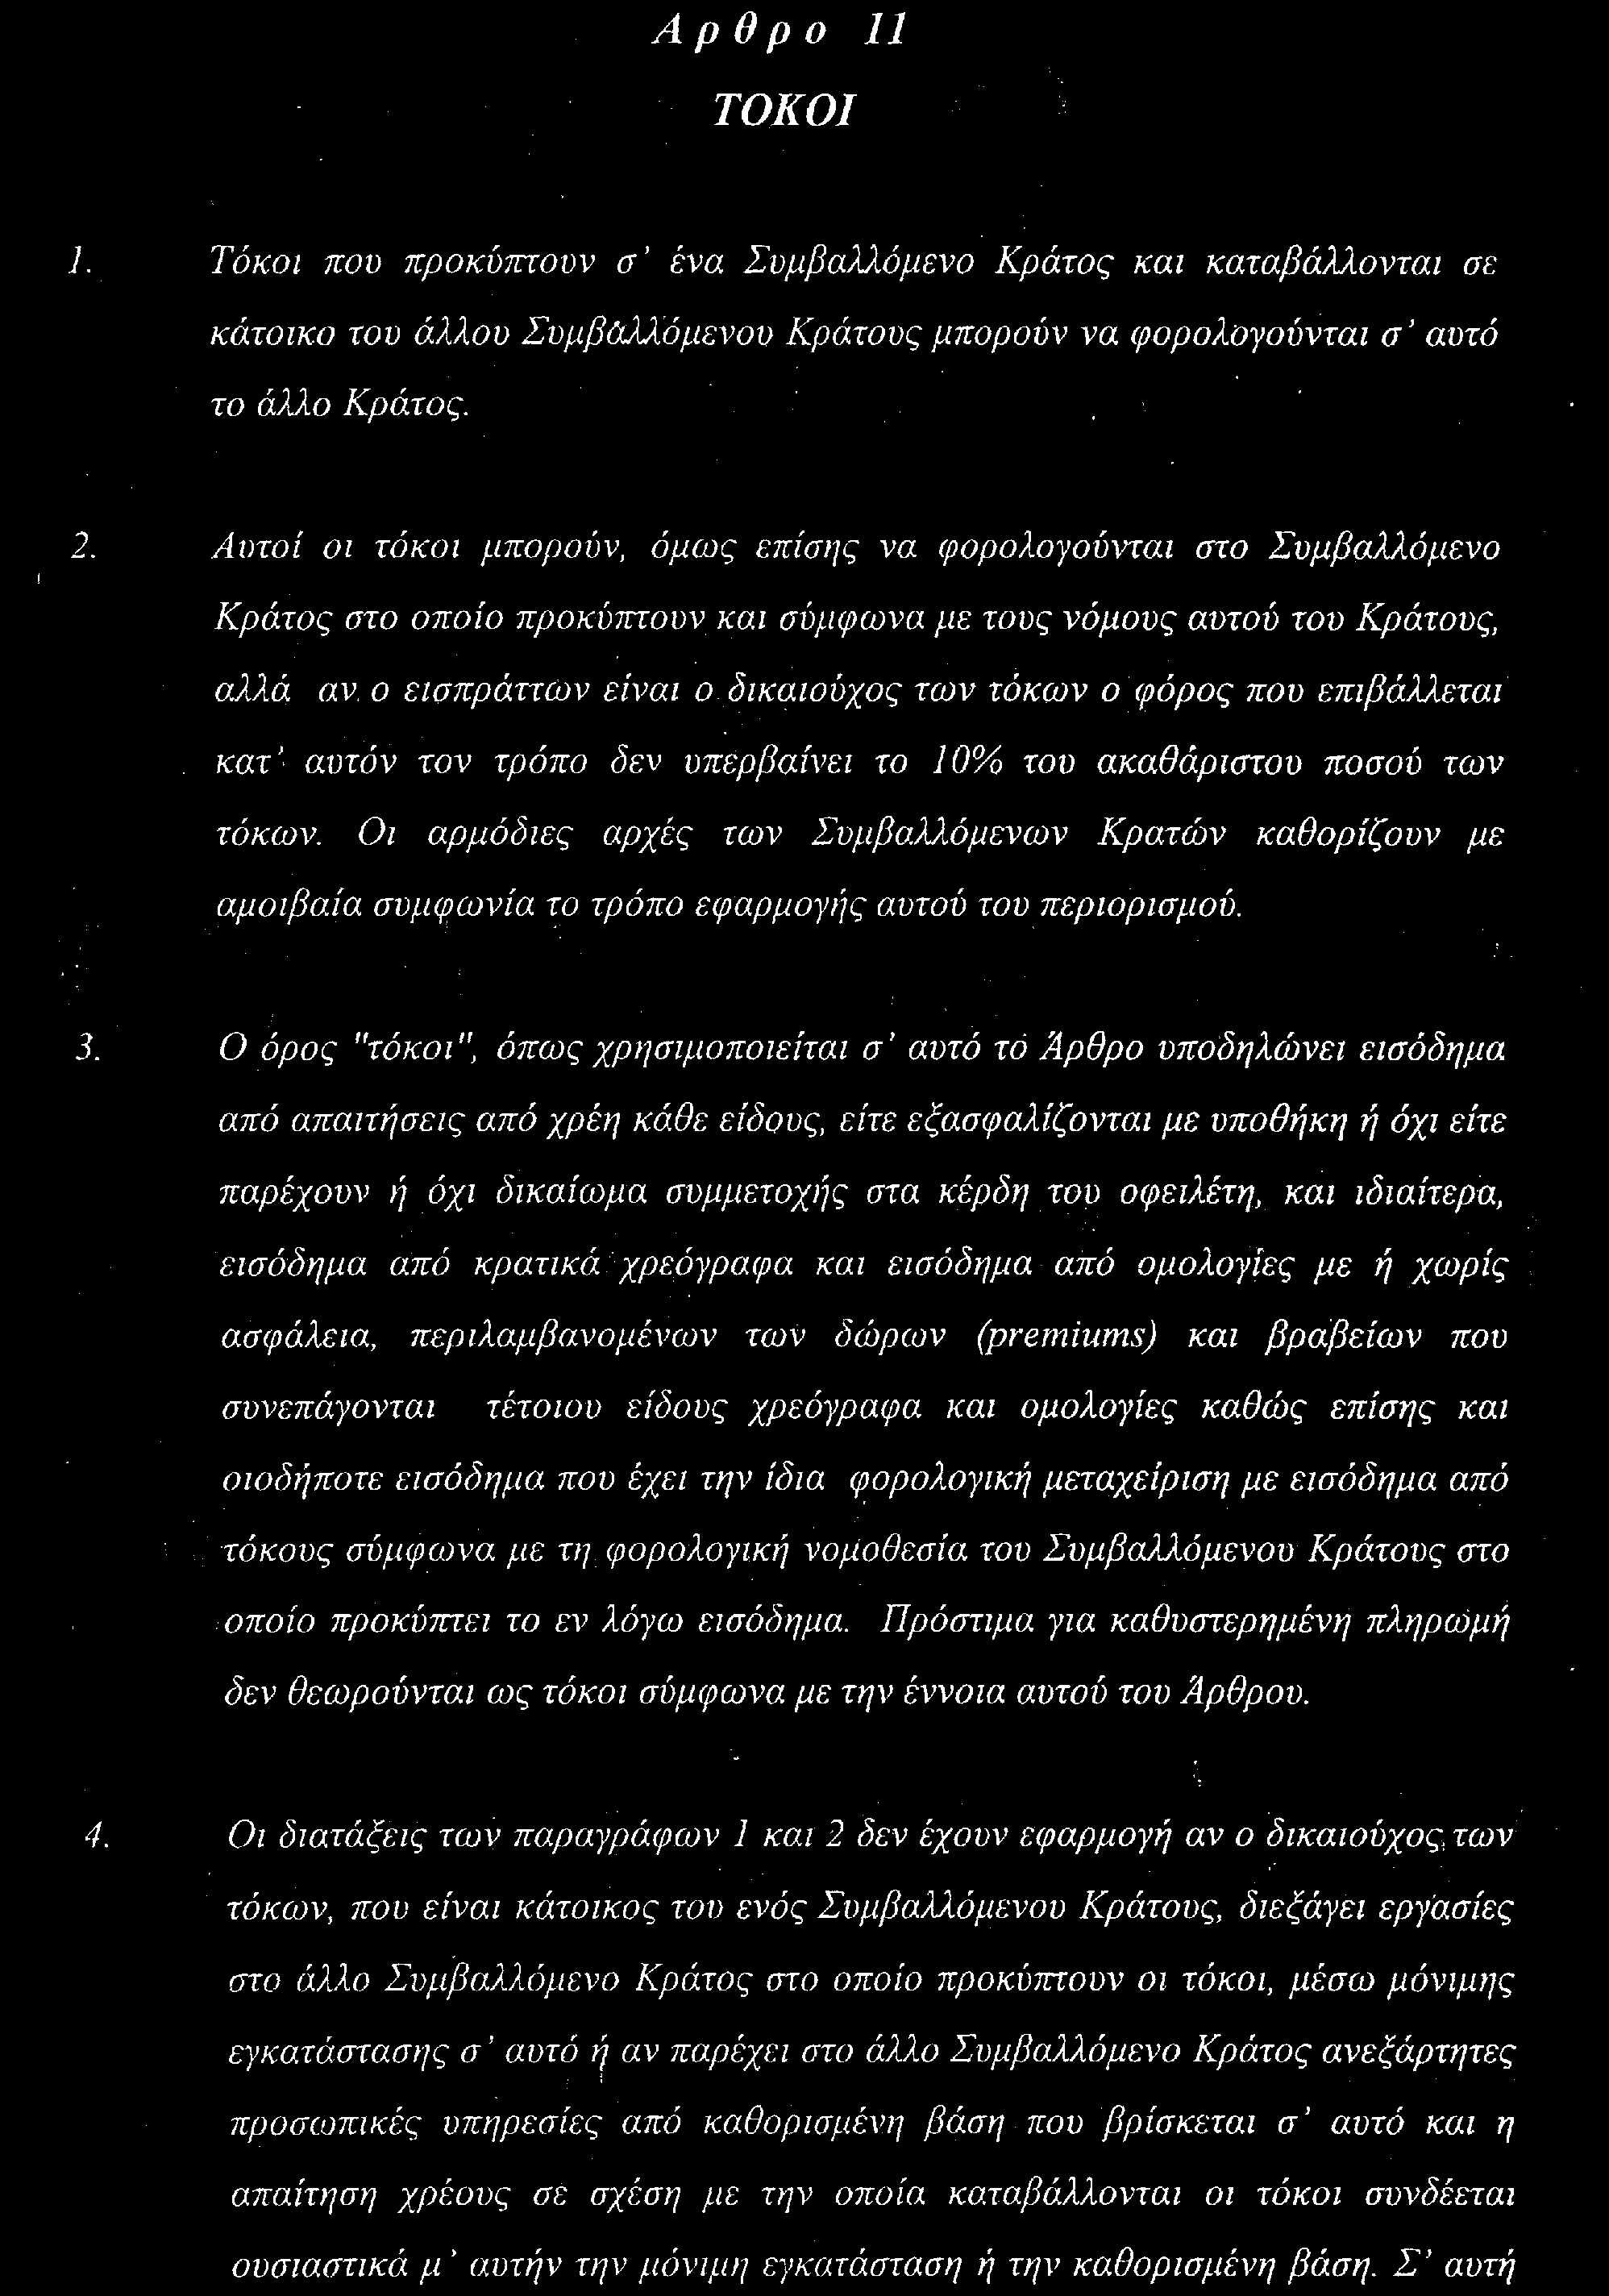 Α ρ θ ρ ο 11
ΤΟΚΟΙ
1. Τόκοι που προκύπτουν σ’ ένα Συμβαλλόμενο Κράτος και καταβάλλονται σε
κάτοικο του άλλου Συμβαλλόμενου Κράτους μπορούν να φορολογούνται σ’ αυτό
το άλλο Κράτος.
2. Αυτοί οι τόκοι μπορούν, όμως επίσης να φορολογούνται στο Συμβαλλόμενο
Κράτος στο οποίο προκύπτουν και σύμφωνα με τους νόμους αυτού του Κράτους,
αλλά αν ο εισπράττων είναι ο δικαιούχος των τόκων ο φόρος που επιβάλλεται
κατ’ αυτόν τον τρόπο δεν υπερβαίνει το 10% του ακαθάριστου ποσού των
τόκων. Οι αρμόδιες αρχές των Συμβαλλόμενων Κρατών καθορίζουν με
αμοιβαία συμφωνία το τρόπο εφαρμογής αυτού του περιορισμού.
3. Ο όρος "τόκοι", όπως χρησιμοποιείται σ’ αυτό το Άρθρο υποδηλώνει εισόδημα
από απαιτήσεις από χρέη κάθε είδους, είτε εξασφαλίζονται με υποθήκη ή όχι είτε
παρέχουν ή όχι δικαίωμα συμμετοχής στα κέρδη του οφειλέτη, και ιδιαίτερα,
εισόδημα από κρατικά χρεόγραφα και εισόδημα από ομολογίες με ή χωρίς
ασφάλεια, περιλαμβανομένων των δώρων (premiums) και βραβείων που
συνεπάγονται τέτοιου είδους χρεόγραφα και ομολογίες καθώς επίσης και
οιοδήποτε εισόδημα που έχει την ίδια φορολογική μεταχείριση με εισόδημα από
τόκους σύμφωνα με τη φορολογική νομοθεσία του Συμβαλλόμενου Κράτους στο
οποίο προκύπτει το εν λόγω εισόδημα. Πρόστιμα για καθυστερημένη πληρωμή
δεν θεωρούνται ως τόκοι σύμφωνα με την έννοια αυτού του Άρθρου.
4. Οι διατάξεις των παραγράφων 1 και 2 δεν έχουν εφαρμογή αν ο δικαιούχος των
τόκων, που είναι κάτοικος του ενός Συμβαλλόμενου Κράτους, διεξάγει εργασίες
στο άλλο Συμβαλλόμενο Κράτος στο οποίο προκύπτουν οι τόκοι, μέσω μόνιμης
εγκατάστασης σ’ αυτό ή αν παρέχει στο άλλο Συμβαλλόμενο Κράτος ανεξάρτητες
προσωπικές υπηρεσίες από καθορισμένη βάση που βρίσκεται σ’ αυτό και η
απαίτηση χρέους σε σχέση με την οποία καταβάλλονται οι τόκοι συνδέεται
ουσιαστικά μ’ αυτήν την μόνιμη εγκατάσταση ή την καθορισμένη βάση. Σ’ αυτή